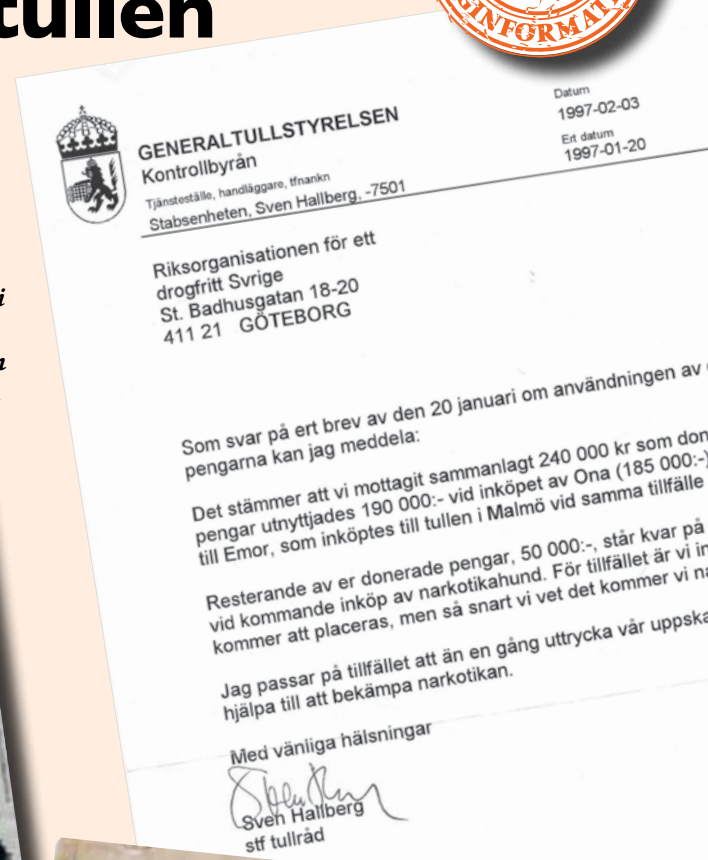 tullen
GINFORMAT
GENERALTULLSTYRELSEN
Kontrollbyrån
Tjänsteställe, handläggare, tfnankn
Stabsenheten, Sven Hallberg, -7501
Datum
1997-02-03
Ert datum
1997-01-20
Riksorganisationen för ett
drogfritt Svrige
St. Badhusgatan 18-20
411 21 GÖTEBORG
Som svar på ert brev av den 20 januari om användningen av
pengarna kan jag meddela:
Det stämmer att vi mottagit sammanlagt 240 000 kr som don
pengar utnyttjades 190 000:- vid inköpet av Ona (185 000:-)
till Emor, som inköptes till tullen i Malmö vid samma tillfälle
Resterande av er donerade pengar, 50 000:-, står kvar på
vid kommande inköp av narkotikahund. För tillfället är vi in
kommer att placeras, men så snart vi vet det kommer vi na
Jag passar på tillfället att än en gång uttrycka vår uppska
hjälpa till att bekämpa narkotikan.
Med vänliga hälsningar
Sven Hallberg
stf tullråd